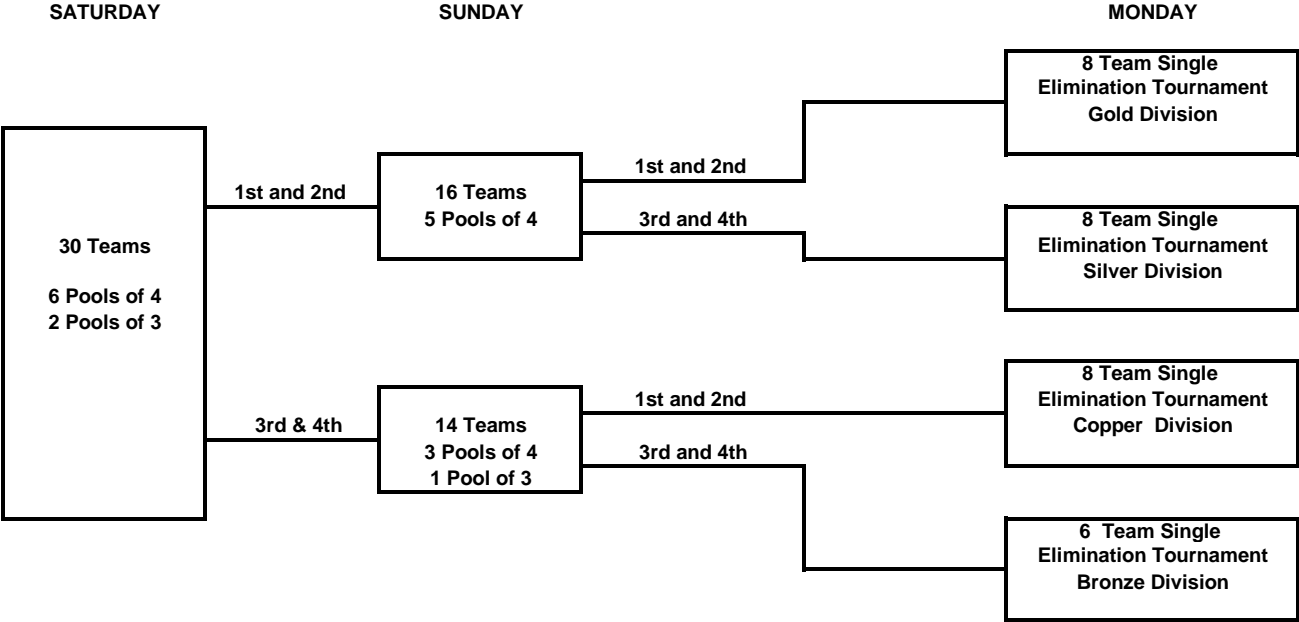 SATURDAY
SUNDAY
MONDAY
30 Teams
6 Pools of 4
2 Pools of 3
1st and 2nd
3rd & 4th
16 Teams
5 Pools of 4
14 Teams
3 Pools of 4
1 Pool of 3
1st and 2nd
3rd and 4th
1st and 2nd
3rd and 4th
8 Team Single
Elimination Tournament
Gold Division
8 Team Single
Elimination Tournament
Silver Division
8 Team Single
Elimination Tournament
Copper Division
6 Team Single
Elimination Tournament
Bronze Division